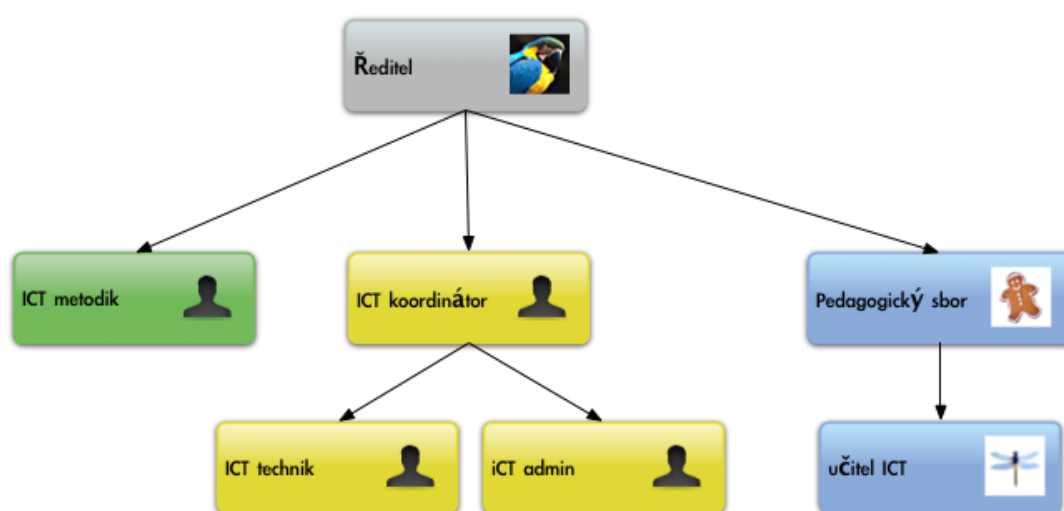 Ředitel
ICT metodik
ICT koordinátor
Pedagogický sbor
ICT technik
iCT admin
učitel ICT